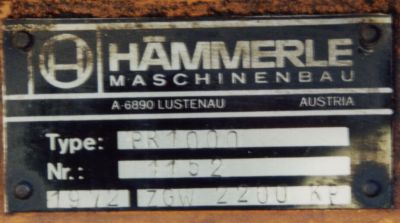 HÄMMERLE
MASCHINENBAU
A-6890 LUSTENAU AUSTRIA
Type: PR1000
Nr.: 1152
1972 ZGW 2200 KP